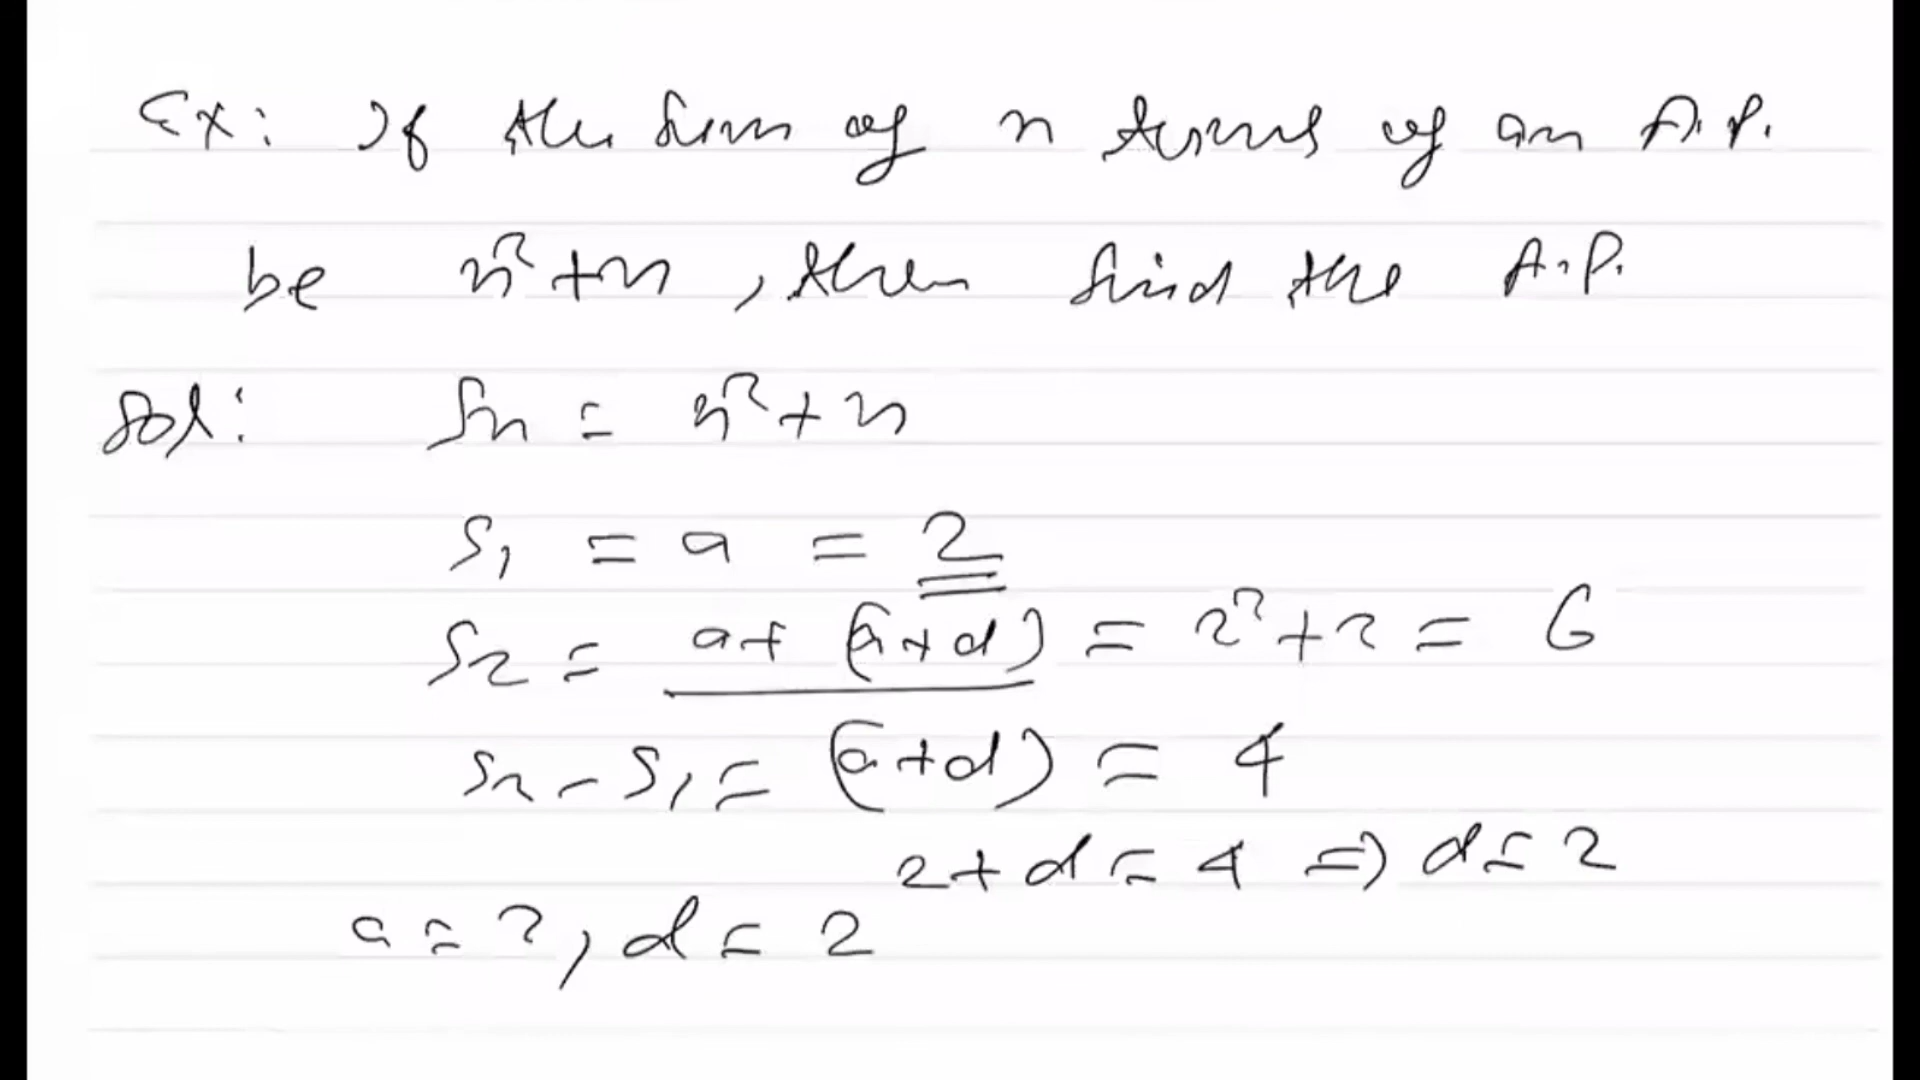 Ex: If the sum of n terms of an A.P.
be n²+n, then find the A.P.
Sol: Sn = n²+n
S₁ = a = 2
S₂ = a+ (a+d) = 2²+2 = 6
S₂ - S₁ = (a+d) = 4
2+d = 4 => d = 2
a = 2, d = 2